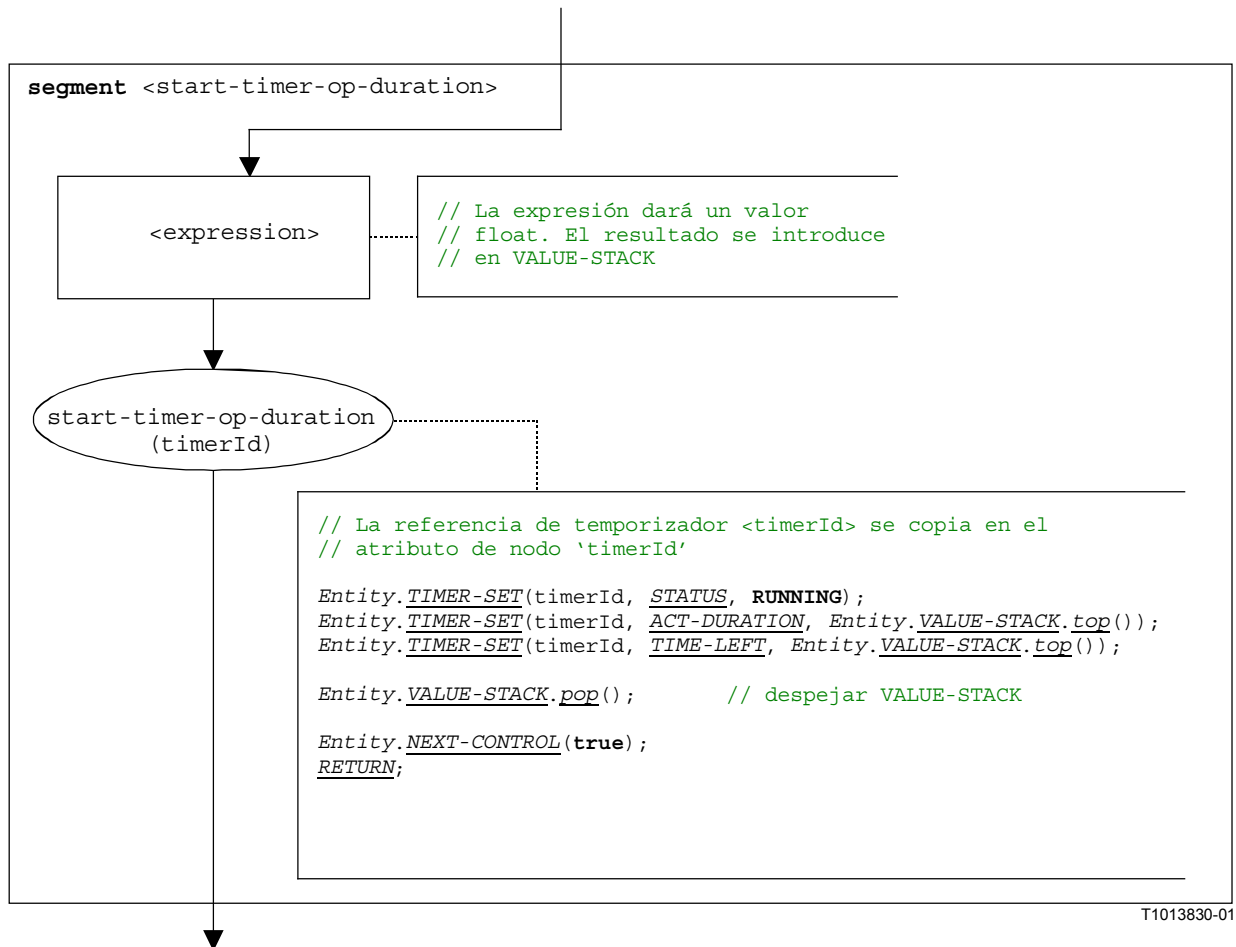 segment <start-timer-op-duration>
<expression>
// La expresión dará un valor
// float. El resultado se introduce
// en VALUE-STACK
start-timer-op-duration
(timerId)
// La referencia de temporizador <timerId> se copia en el
// atributo de nodo ‘timerId’
Entity.TIMER-SET(timerId, STATUS, RUNNING);
Entity.TIMER-SET(timerId, ACT-DURATION, Entity.VALUE-STACK.top());
Entity.TIMER-SET(timerId, TIME-LEFT, Entity.VALUE-STACK.top());
Entity.VALUE-STACK.pop(); // despejar VALUE-STACK
Entity.NEXT-CONTROL(true);
RETURN;
T1013830-01